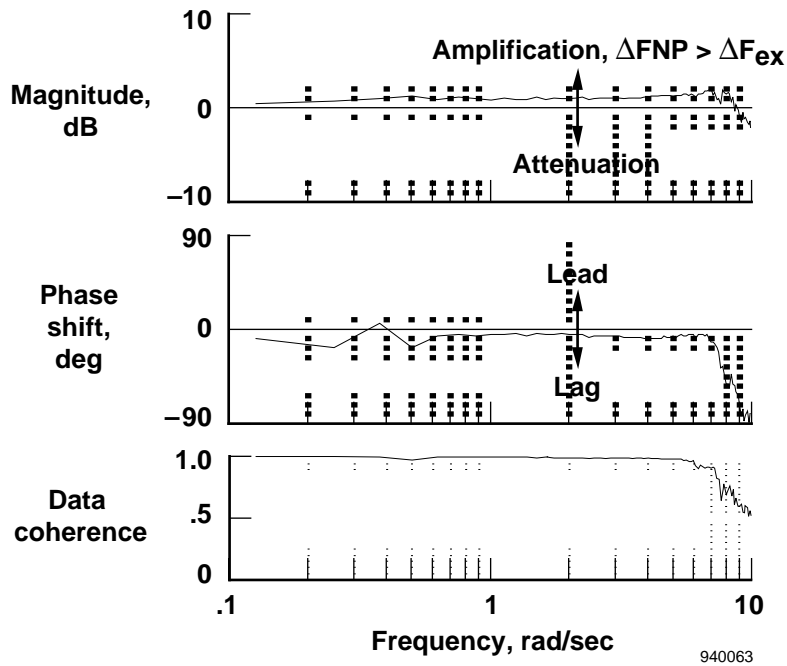 10
Amplification, ΔFNP > ΔFex
Magnitude,
dB
0
Attenuation
–10
90
Lead
Phase
shift,
deg
0
Lag
–90
1.0
Data
coherence
.5
0
.1
1
10
Frequency, rad/sec
940063